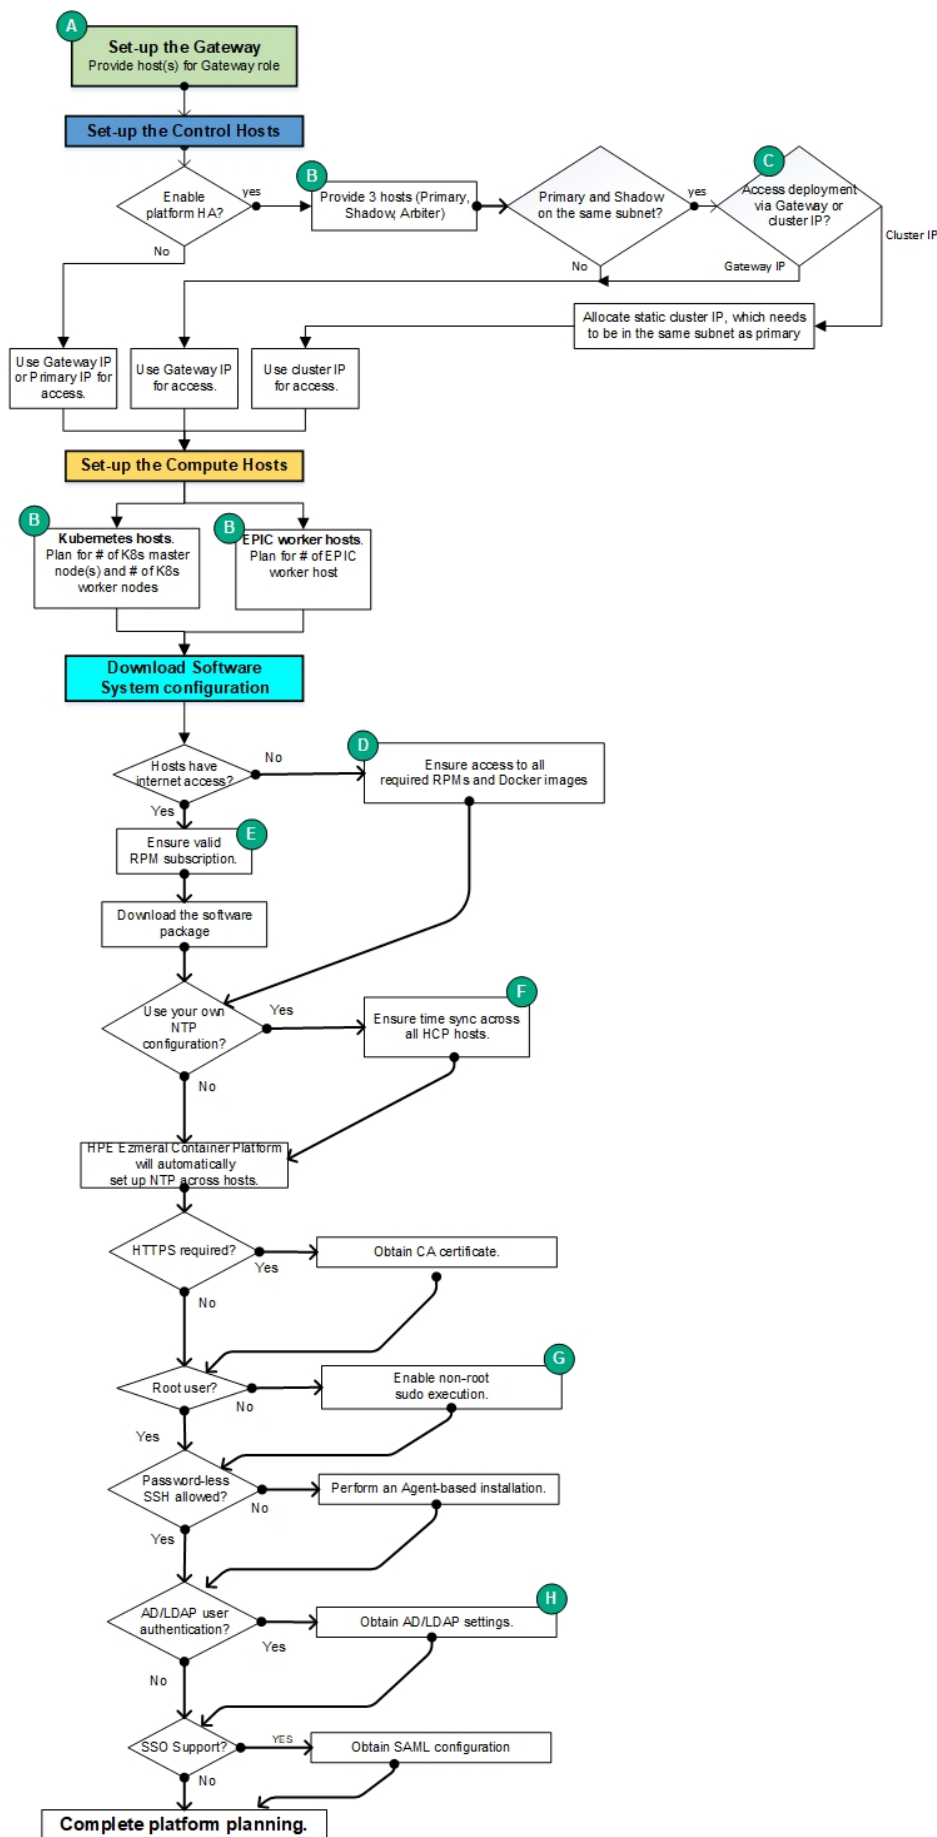 A
Set-up the Gateway
Provide host(s) for Gateway role
Set-up the Control Hosts
Enable
platform HA?
yes
No
B
Provide 3 hosts (Primary,
Shadow, Arbiter)
Primary and Shadow
on the same subnet?
yes
No
C
Access deployment
via Gateway or
cluster IP?
Cluster IP
Gateway IP
Allocate static cluster IP, which needs
to be in the same subnet as primary
Use Gateway IP
or Primary IP for
access.
Use Gateway IP
for access.
Use cluster IP
for access.
Set-up the Compute Hosts
B
Kubernetes hosts.
Plan for # of K8s master
node(s) and # of K8s
worker nodes
B
EPIC worker hosts.
Plan for # of EPIC
worker host
Download Software
System configuration
Hosts have
internet access?
No
Yes
D
Ensure access to all
required RPMs and Docker images
E
Ensure valid
RPM subscription.
Download the software
package
Use your own
NTP
configuration?
Yes
No
F
Ensure time sync across
all HCP hosts.
HPE Ezmeral Container Platform
will automatically
set up NTP across hosts.
HTTPS required?
Yes
No
Obtain CA certificate.
Root user?
No
Yes
G
Enable non-root
sudo execution.
Password-less
SSH allowed?
No
Yes
Perform an Agent-based installation.
AD/LDAP user
authentication?
Yes
No
H
Obtain AD/LDAP settings.
SSO Support?
YES
No
Obtain SAML configuration
Complete platform planning.